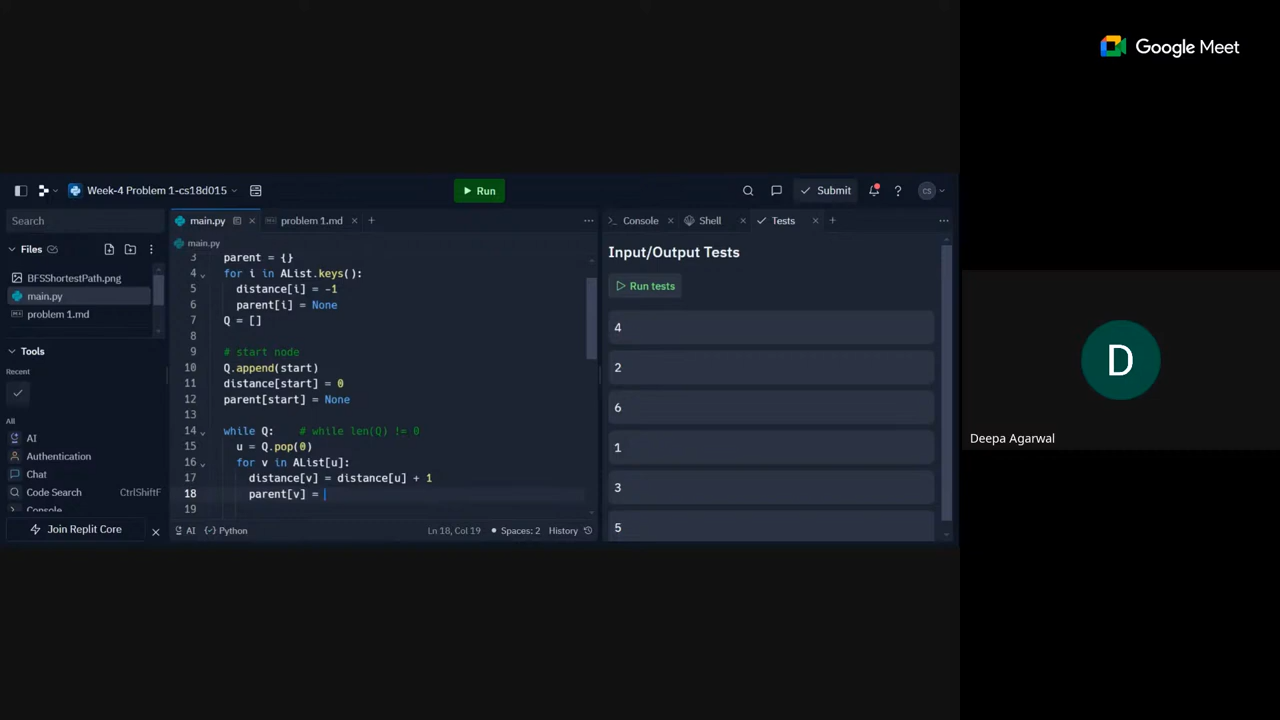 Google Meet
Week-4 Problem 1-cs18d015
Run
Submit
CS
Search
Files
BFSShortestPath.png
main.py
problem 1.md
Tools
Recent
All
AI
Authentication
Chat
Code Search CtrlShiftF
Console
Join Replit Core
main.py
problem 1.md
main.py
3 parent = {}
4 for i in AList.keys():
5 distance[i] = -1
6 parent[i] = None
7 Q = []
8
9 # start node
10 Q.append(start)
11 distance[start] = 0
12 parent[start] = None
13
14 while Q: # while len(Q) != 0
15 u = Q.pop(0)
16 for v in AList[u]:
17 distance[v] = distance[u] + 1
18 parent[v] =
19
AI Python Ln 18, Col 19 Spaces: 2 History
Console
Shell
Tests
Input/Output Tests
Run tests
4
2
6
1
3
5
D
Deepa Agarwal